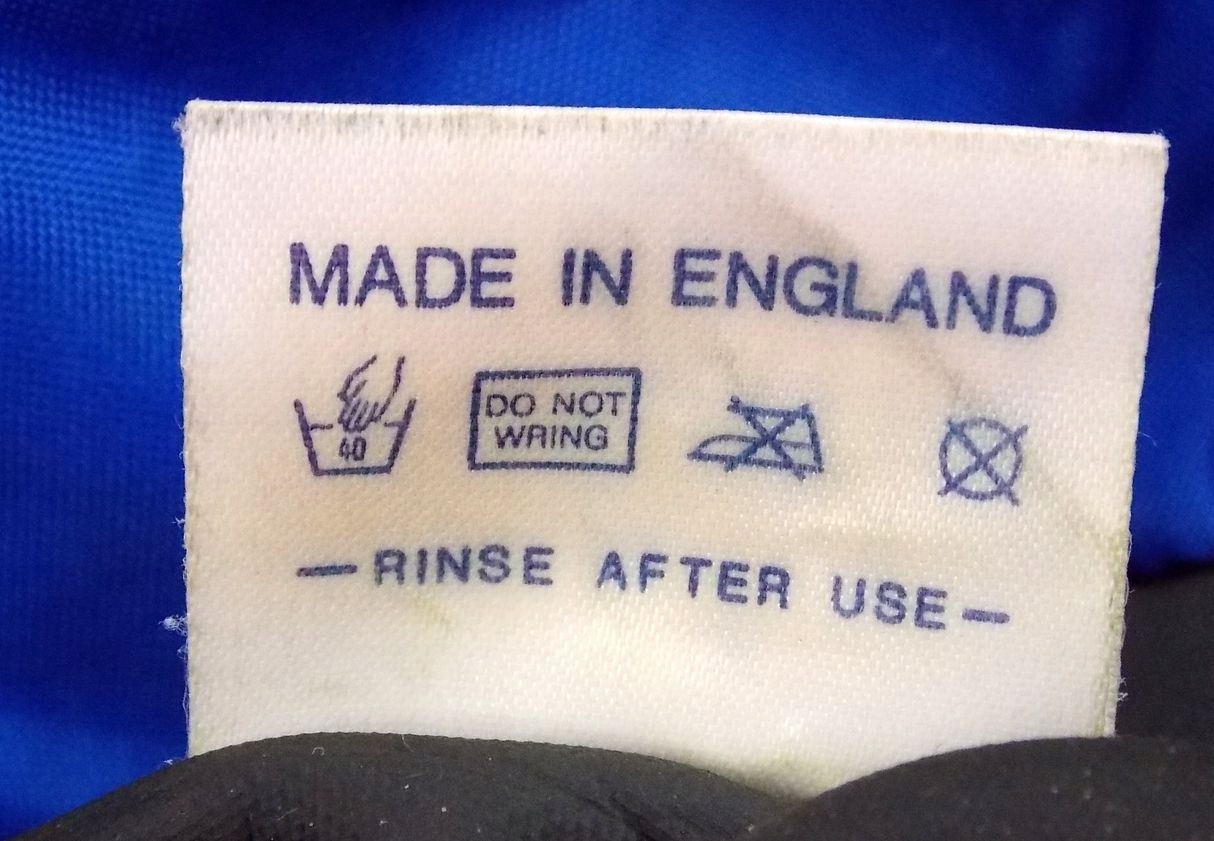 MADE IN ENGLAND
40
DO NOT
WRING
—RINSE AFTER USE—